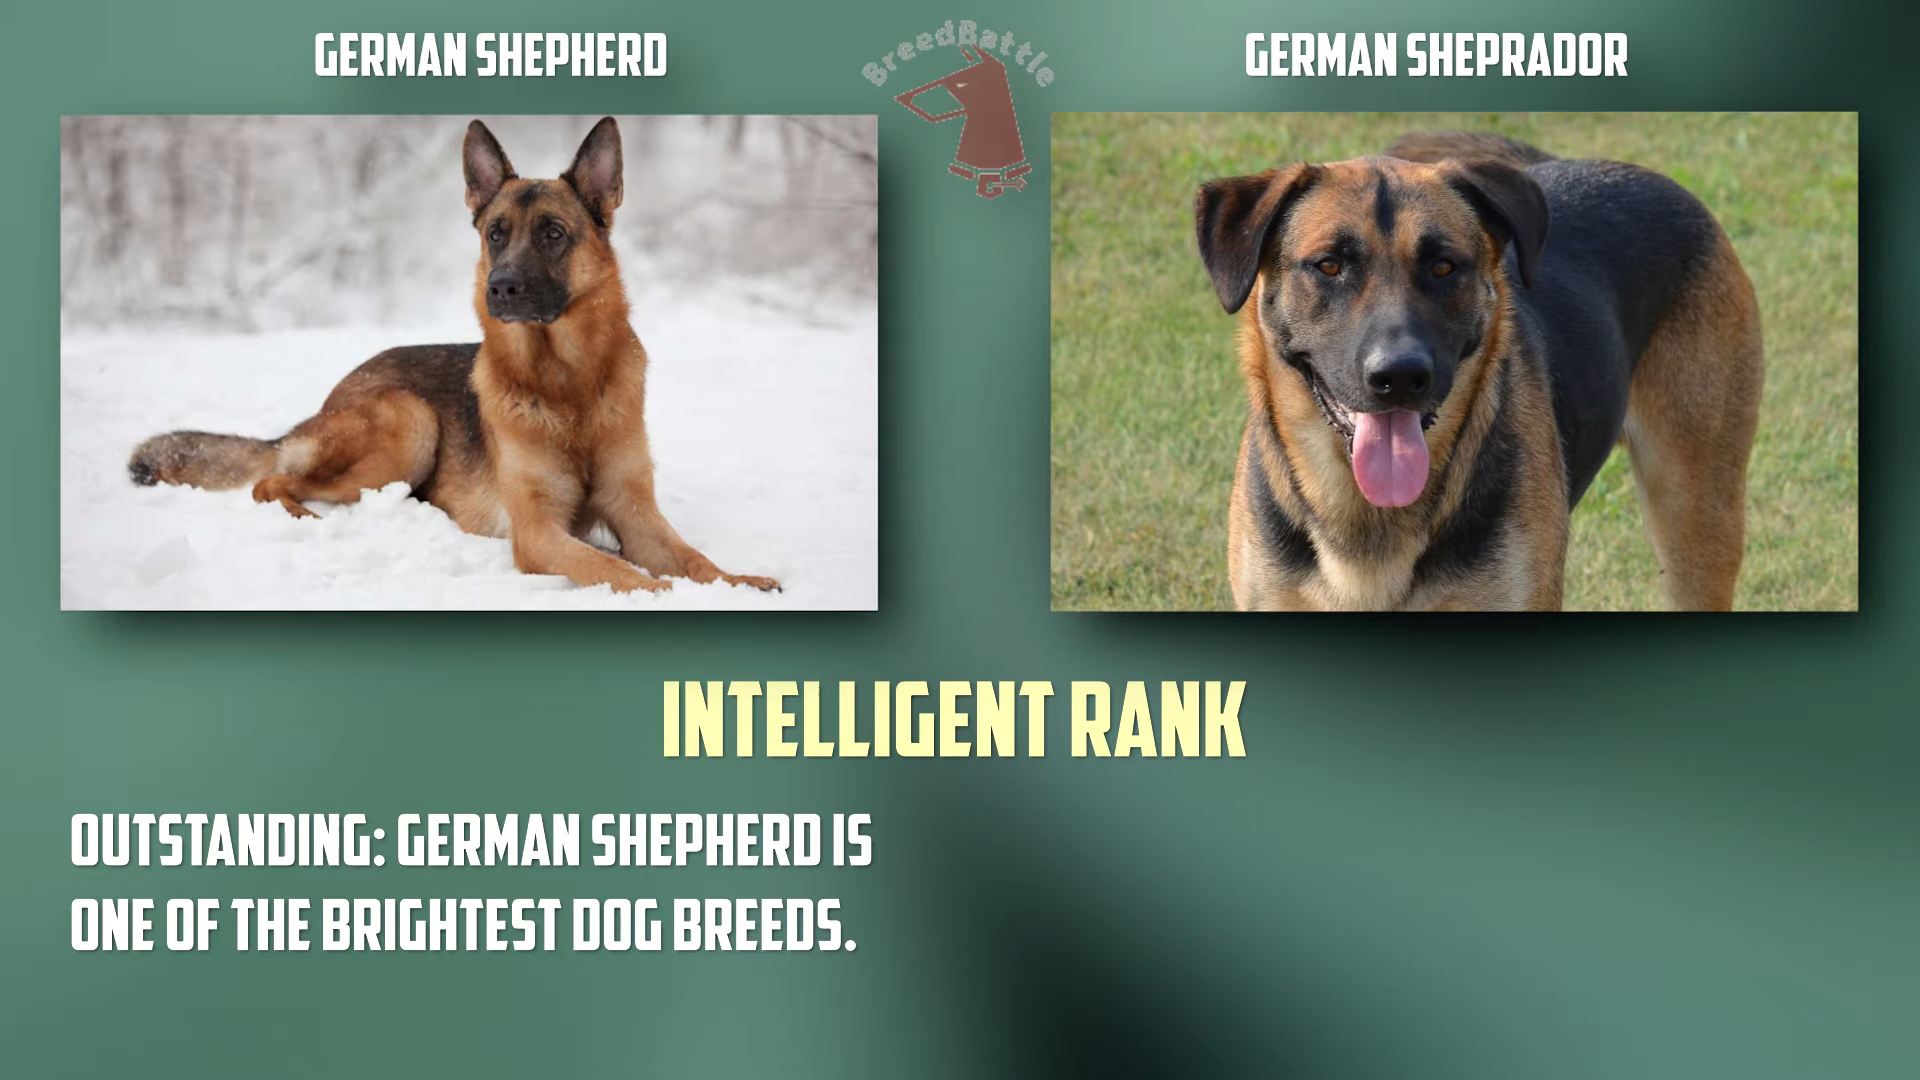 GERMAN SHEPHERD
BreedBattle
GERMAN SHEPRADOR
INTELLIGENT RANK
OUTSTANDING: GERMAN SHEPHERD IS
ONE OF THE BRIGHTEST DOG BREEDS.